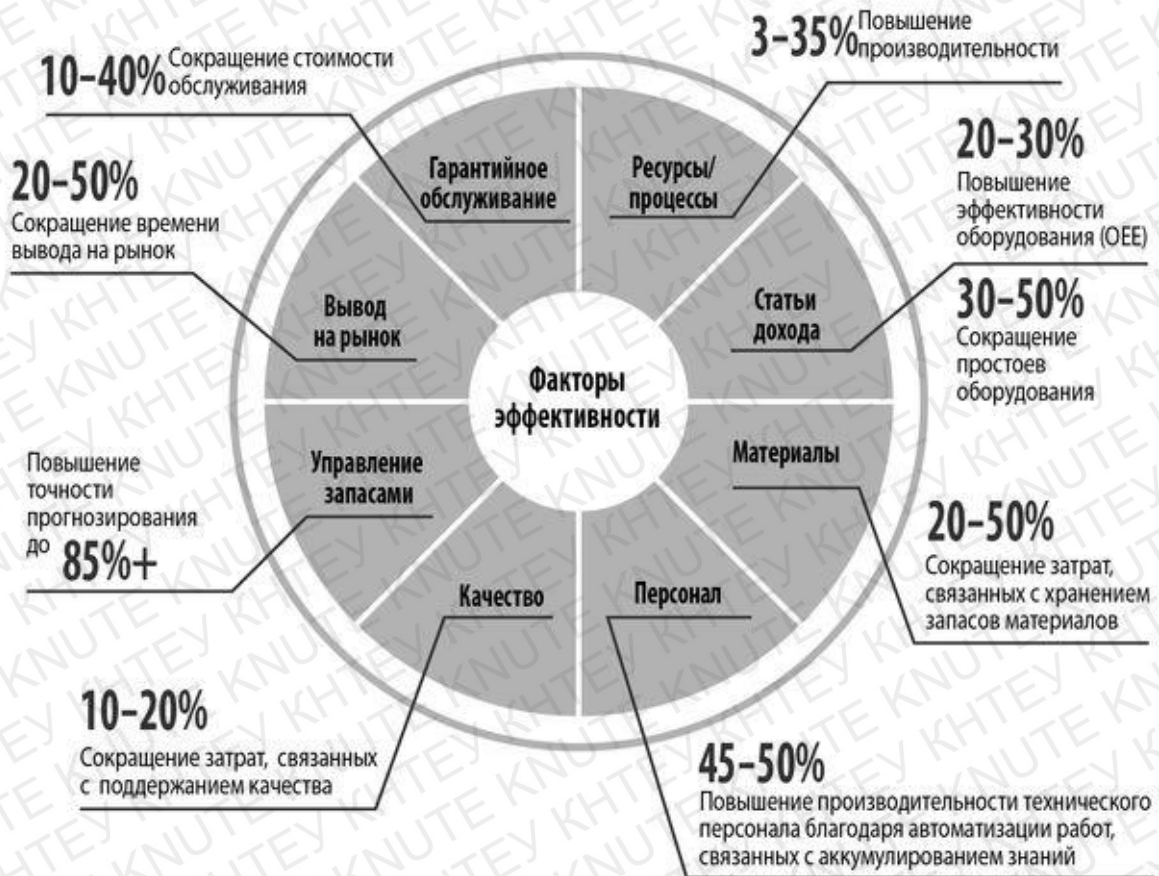 10–40% Сокращение стоимости
обслуживания
3–35% Повышение
производительности
20–50%
Сокращение времени
вывода на рынок
20–30%
Повышение
эффективности
оборудования (OEE)
30–50%
Сокращение
простоев
оборудования
Гарантийное
обслуживание
Ресурсы/
процессы
Вывод
на рынок
Статьи
дохода
Факторы
эффективности
Управление
запасами
Материалы
Качество
Персонал
Повышение
точности
прогнозирования
до 85%+
20–50%
Сокращение затрат,
связанных с хранением
запасов материалов
10–20%
Сокращение затрат, связанных
с поддержанием качества
45–50%
Повышение производительности технического
персонала благодаря автоматизации работ,
связанных с аккумулированием знаний
KNUTE КНТЕУ